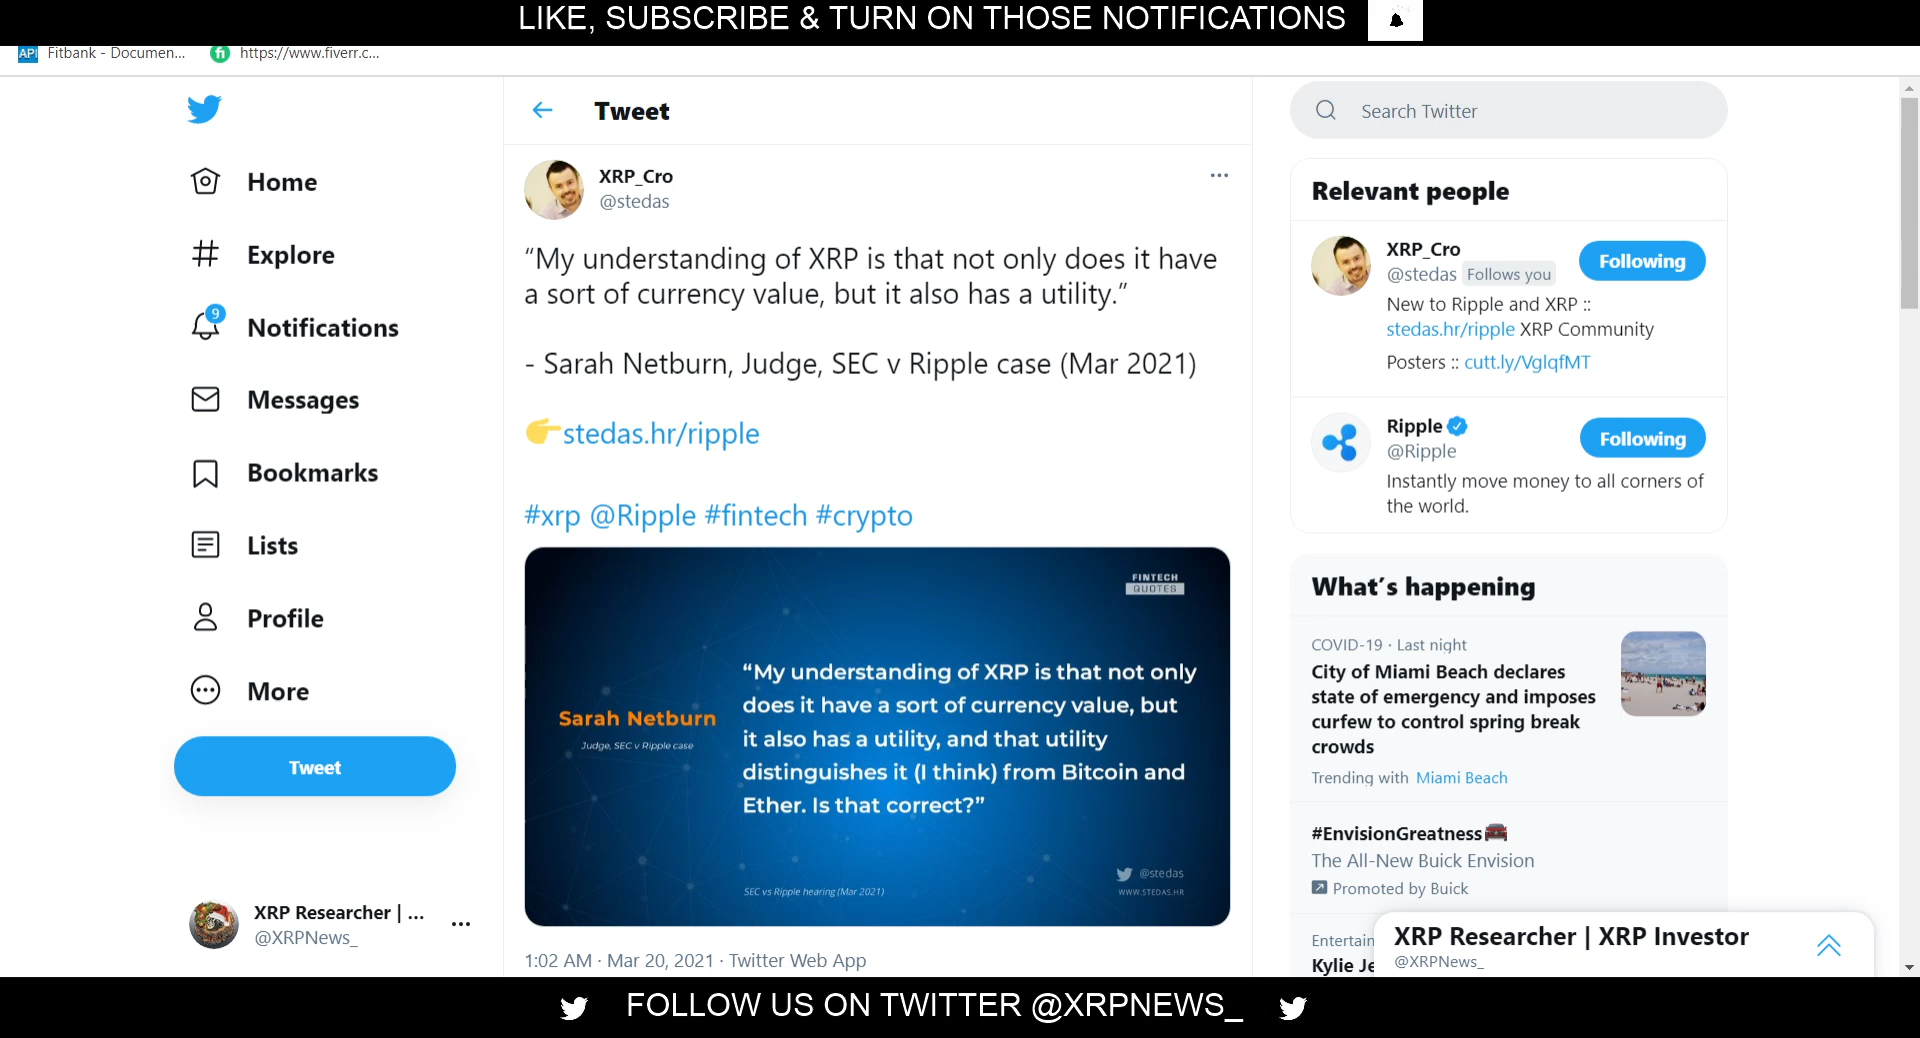 LIKE, SUBSCRIBE & TURN ON THOSE NOTIFICATIONS
API Fitbank - Documen... fi https://www.fiverr.c...
Home
Explore
9
Notifications
Messages
Bookmarks
Lists
Profile
More
Tweet
XRP Researcher | ...
@XRPNews_
Tweet
XRP_Cro
@stedas
“My understanding of XRP is that not only does it have
a sort of currency value, but it also has a utility.”
- Sarah Netburn, Judge, SEC v Ripple case (Mar 2021)
👉stedas.hr/ripple
#xrp @Ripple #fintech #crypto
FINTECH
QUOTES
Sarah Netburn
Judge, SEC v Ripple case
“My understanding of XRP is that not only
does it have a sort of currency value, but
it also has a utility, and that utility
distinguishes it (I think) from Bitcoin and
Ether. Is that correct?”
SEC vs Ripple hearing (Mar 2021)
@stedas
WWW.STEDAS.HR
1:02 AM · Mar 20, 2021 · Twitter Web App
Search Twitter
Relevant people
XRP_Cro
@stedas Follows you
Following
New to Ripple and XRP ::
stedas.hr/ripple XRP Community
Posters :: cutt.ly/VglqfMT
Ripple
@Ripple
Following
Instantly move money to all corners of
the world.
What’s happening
COVID-19 · Last night
City of Miami Beach declares
state of emergency and imposes
curfew to control spring break
crowds
Trending with Miami Beach
#EnvisionGreatness
The All-New Buick Envision
Promoted by Buick
Entertain
Kylie Je
XRP Researcher | XRP Investor
@XRPNews_
FOLLOW US ON TWITTER @XRPNEWS_